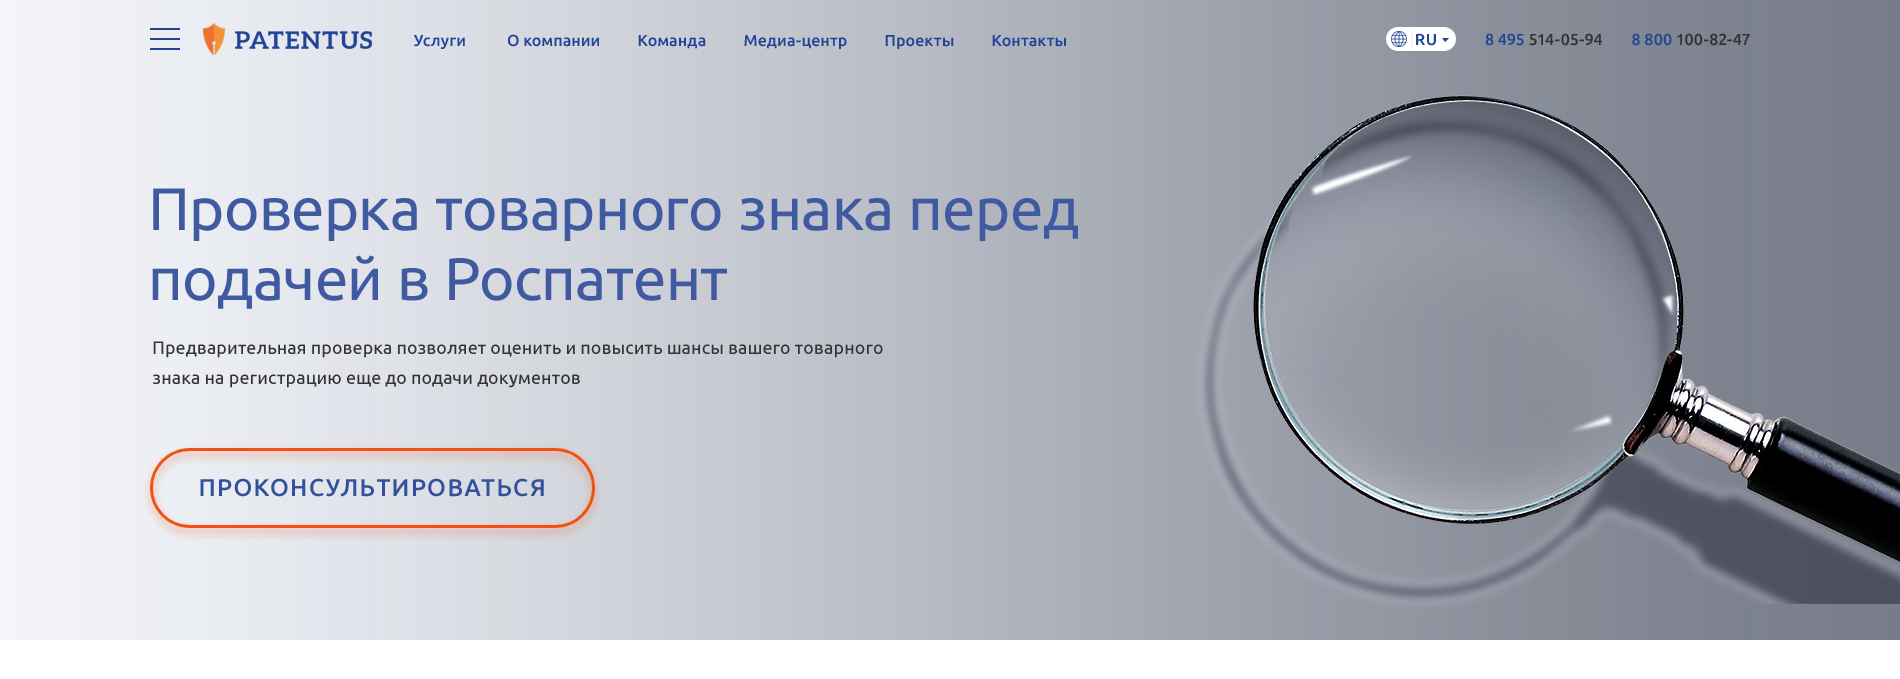 PATENTUS
Услуги
О компании
Команда
Медиа-центр
Проекты
Контакты
RU
8 495 514-05-94
8 800 100-82-47
Проверка товарного знака перед
подачей в Роспатент
Предварительная проверка позволяет оценить и повысить шансы вашего товарного
знака на регистрацию еще до подачи документов
ПРОКОНСУЛЬТИРОВАТЬСЯ